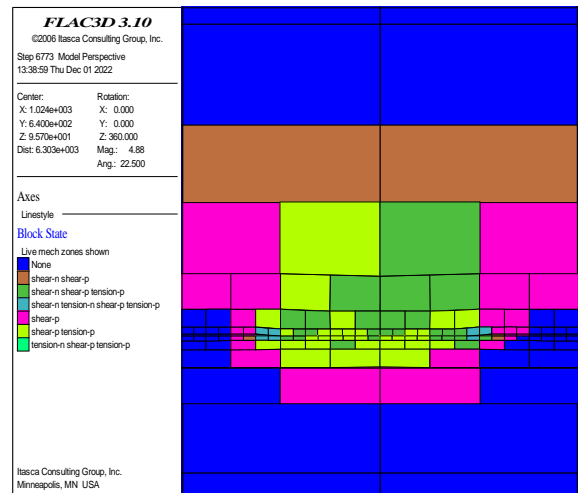 FLAC3D 3.10
©2006 Itasca Consulting Group, Inc.
Step 6773 Model Perspective
13:38:59 Thu Dec 01 2022
Center: Rotation:
X: 1.024e+003 X: 0.000
Y: 6.400e+002 Y: 0.000
Z: 9.570e+001 Z: 360.000
Dist: 6.303e+003 Mag.: 4.88
Ang.: 22.500
Axes
Linestyle
Block State
Live mech zones shown
None
shear-n shear-p
shear-n shear-p tension-p
shear-n tension-n shear-p tension-p
shear-p
shear-p tension-p
tension-n shear-p tension-p
Itasca Consulting Group, Inc.
Minneapolis, MN USA